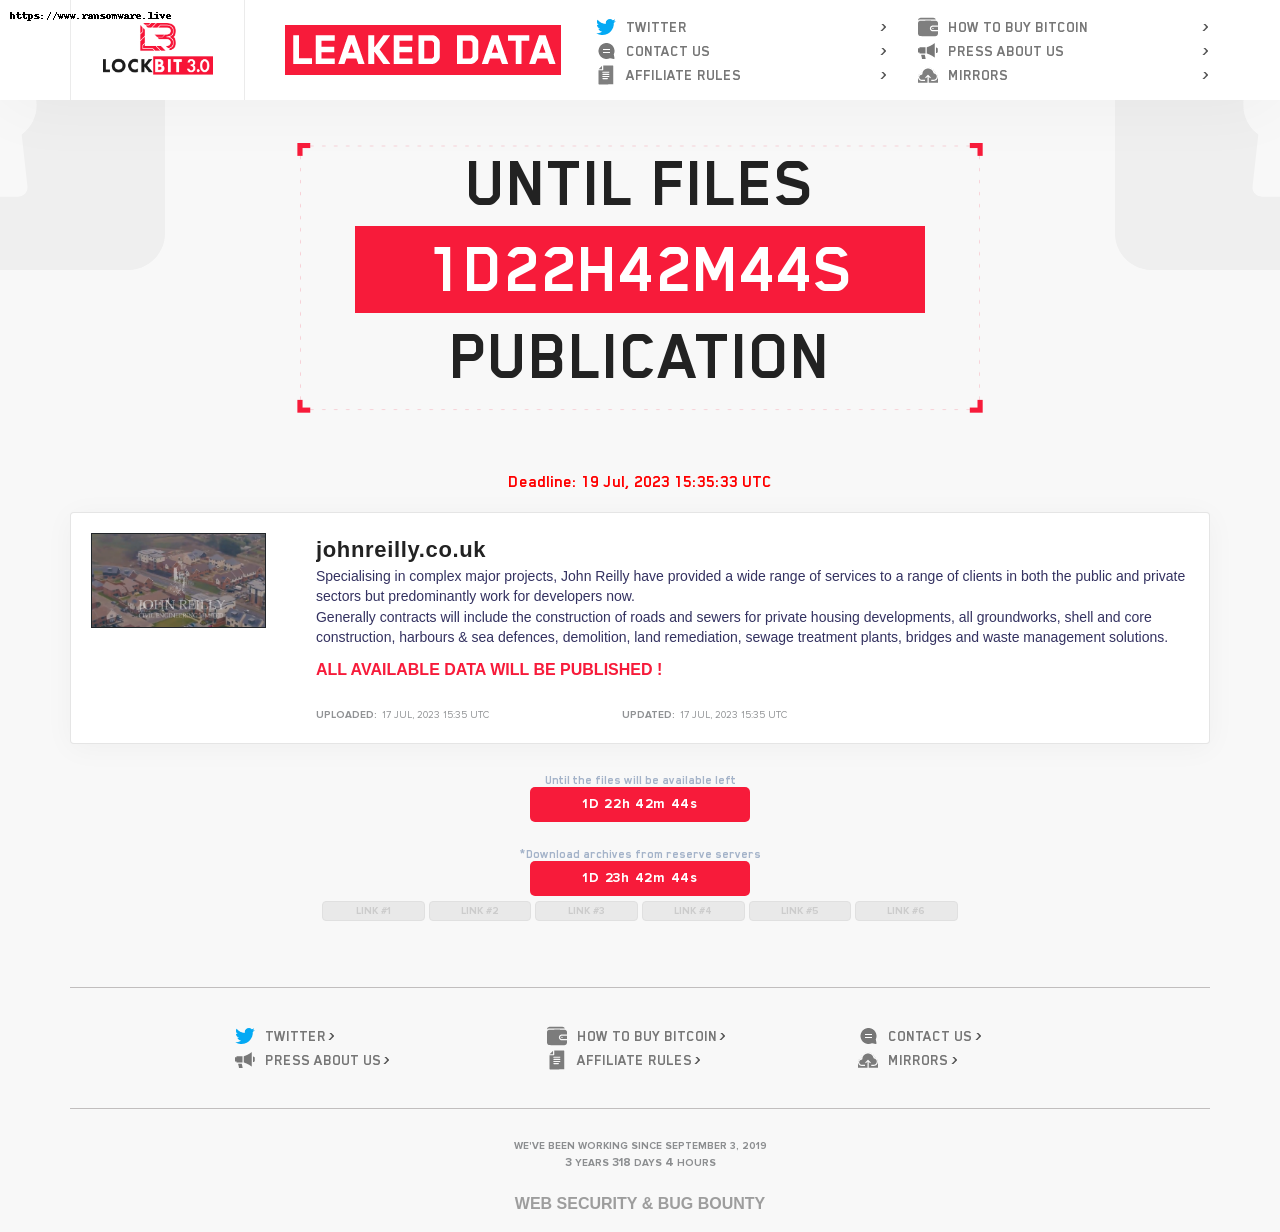 https://www.ransomware.live
LOCKBIT 3.0
LEAKED DATA
TWITTER
CONTACT US
AFFILIATE RULES
HOW TO BUY BITCOIN
PRESS ABOUT US
MIRRORS
UNTIL FILES
1D22H42M44S
PUBLICATION
Deadline: 19 Jul, 2023 15:35:33 UTC
JOHN REILLY
johnreilly.co.uk
Specialising in complex major projects, John Reilly have provided a wide range of services to a range of clients in both the public and private
sectors but predominantly work for developers now.
Generally contracts will include the construction of roads and sewers for private housing developments, all groundworks, shell and core
construction, harbours & sea defences, demolition, land remediation, sewage treatment plants, bridges and waste management solutions.
ALL AVAILABLE DATA WILL BE PUBLISHED !
UPLOADED: 17 JUL, 2023 15:35 UTC
UPDATED: 17 JUL, 2023 15:35 UTC
Until the files will be available left
1D 22h 42m 44s
*Download archives from reserve servers
1D 23h 42m 44s
LINK #1 LINK #2 LINK #3 LINK #4 LINK #5 LINK #6
TWITTER
HOW TO BUY BITCOIN
CONTACT US
PRESS ABOUT US
AFFILIATE RULES
MIRRORS
WE'VE BEEN WORKING SINCE SEPTEMBER 3, 2019
3 YEARS 318 DAYS 4 HOURS
WEB SECURITY & BUG BOUNTY